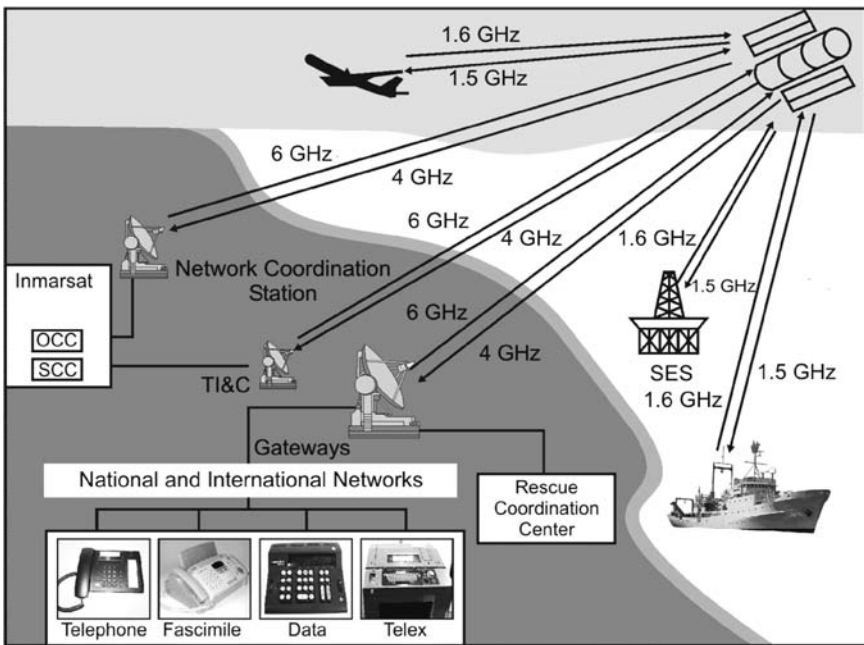 1.6 GHz
1.5 GHz
6 GHz
4 GHz
6 GHz
4 GHz
1.6 GHz
Network Coordination
Station
Inmarsat
OCC
SCC
1.5 GHz
6 GHz
4 GHz
TI&C
SES
1.6 GHz
1.5 GHz
Gateways
National and International Networks
Rescue
Coordination
Center
Telephone
Fascimile
Data
Telex